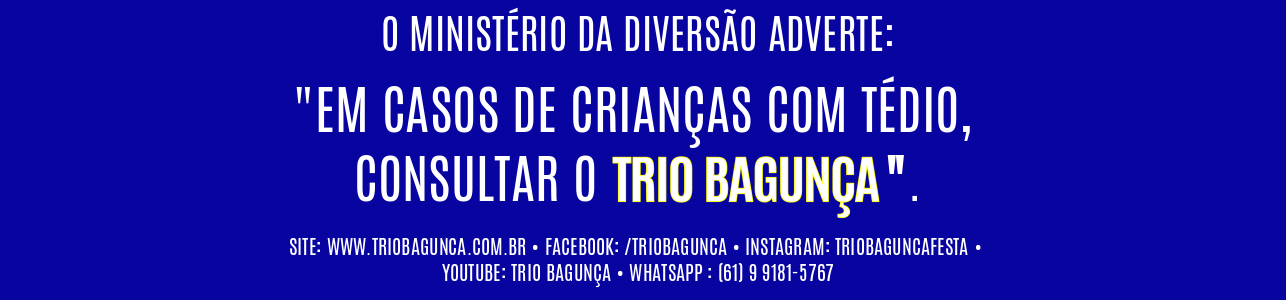 O MINISTÉRIO DA DIVERSÃO ADVERTE:
"EM CASOS DE CRIANÇAS COM TÉDIO,
CONSULTAR O TRIO BAGUNÇA".
SITE: WWW.TRIOBAGUNCA.COM.BR • FACEBOOK: /TRIOBAGUNCA • INSTAGRAM: TRIOBAGUNCAFESTA •
YOUTUBE: TRIO BAGUNÇA • WHATSAPP : (61) 9 9181-5767